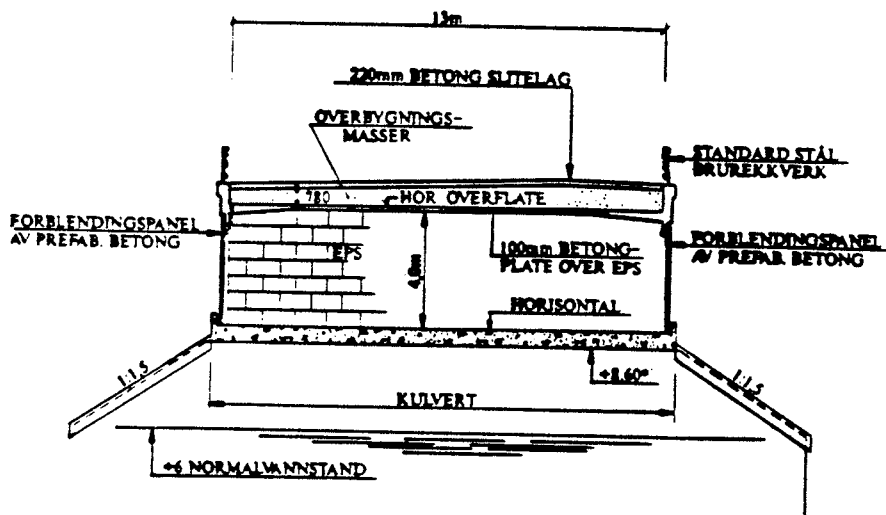 13m
220mm BETONG SLITELAG
OVERBYGNINGS-
MASSER
STANDARD STÅL
BRUREKKVERK
780
HOR OVERFLATE
FORBLENDINGSPANEL
AV PREFAB. BETONG
EPS
4,0m
100mm BETONG-
PLATE OVER EPS
FORBLENDINGSPANEL
AV PREFAB BETONG
HORISONTAL
1:1,5
+8.60°
1:1,5
KULVERT
+6 NORMALVANNSTAND